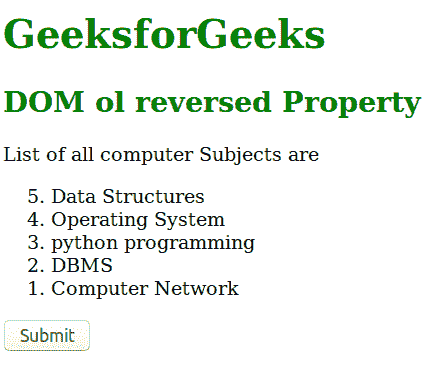 GeeksforGeeks
DOM ol reversed Property
List of all computer Subjects are
5. Data Structures
4. Operating System
3. python programming
2. DBMS
1. Computer Network
Submit